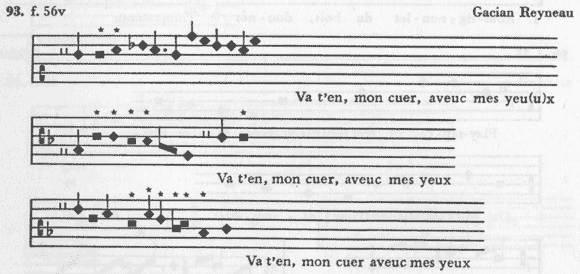 93. f. 56v Gacian Reyneau
Va t'en, mon cuer, aveuc mes yeu(u)x
Va t'en, mon cuer, aveuc mes yeux
Va t'en, mon cuer aveuc mes yeux